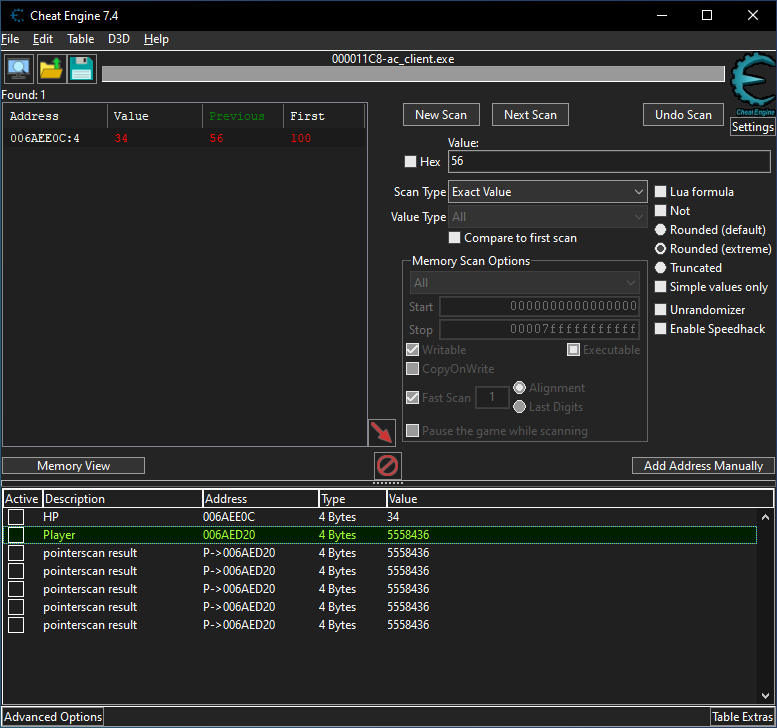 Cheat Engine 7.4
File Edit Table D3D Help
000011C8-ac_client.exe
Found: 1
Cheat Engine
Address Value Previous First
006AEE0C:4 34 56 100
New Scan Next Scan Undo Scan
Settings
Value:
Hex 56
Scan Type Exact Value
Value Type All
Compare to first scan
Lua formula
Not
Rounded (default)
Rounded (extreme)
Truncated
Simple values only
Unrandomizer
Enable Speedhack
Memory Scan Options
All
Start 0000000000000000
Stop 00007fffffffffff
Writable Executable
CopyOnWrite
Fast Scan 1 Alignment
Last Digits
Pause the game while scanning
Memory View Add Address Manually
Active Description Address Type Value
HP 006AEE0C 4 Bytes 34
Player 006AED20 4 Bytes 5558436
pointerscan result P->006AED20 4 Bytes 5558436
pointerscan result P->006AED20 4 Bytes 5558436
pointerscan result P->006AED20 4 Bytes 5558436
pointerscan result P->006AED20 4 Bytes 5558436
pointerscan result P->006AED20 4 Bytes 5558436
Advanced Options Table Extras